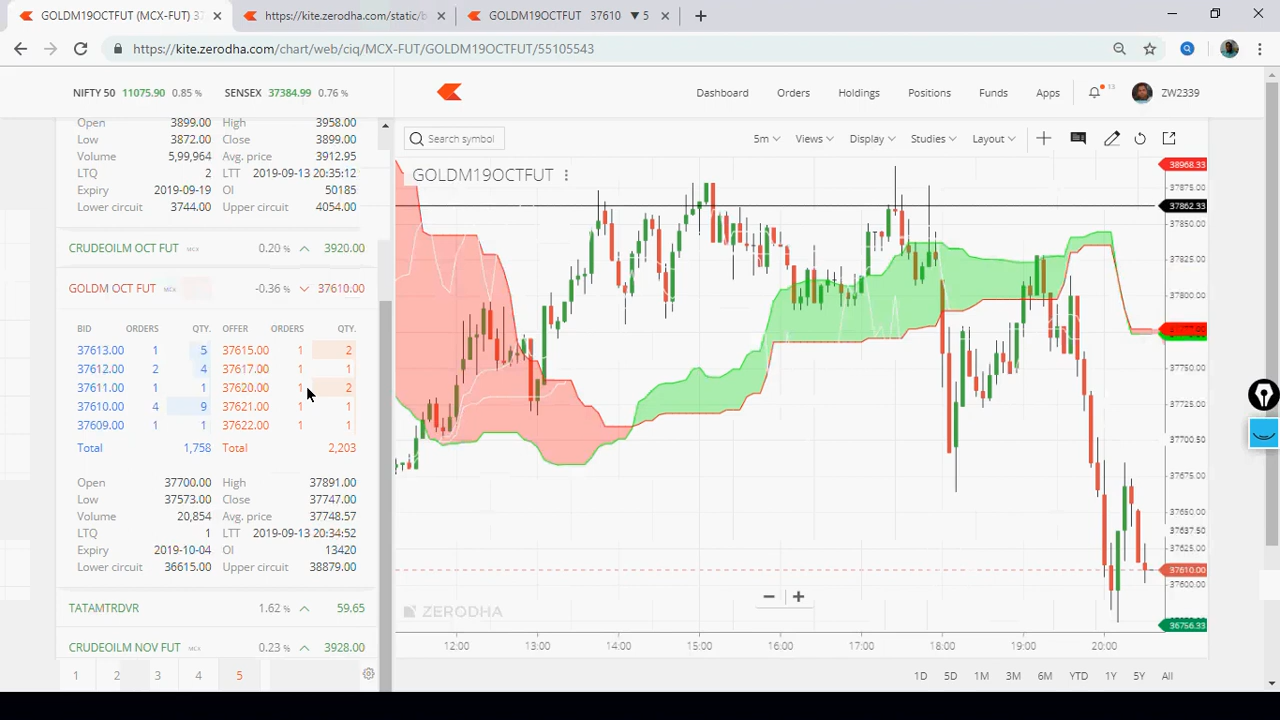 GOLDM19OCTFUT (MCX-FUT) 37
https://kite.zerodha.com/static/b
GOLDM19OCTFUT 37610 ▼ 5
https://kite.zerodha.com/chart/web/ciq/MCX-FUT/GOLDM19OCTFUT/55105543
NIFTY 50 11075.90 0.85 % SENSEX 37384.99 0.76 %
Dashboard Orders Holdings Positions Funds Apps 13 ZW2339
Open 3899.00 High 3958.00
Low 3872.00 Close 3899.00
Volume 5,99,964 Avg. price 3912.95
LTQ 2 LTT 2019-09-13 20:35:12
Expiry 2019-09-19 OI 50185
Lower circuit 3744.00 Upper circuit 4054.00
CRUDEOILM OCT FUT MCX 0.20 % 3920.00
GOLDM OCT FUT MCX -0.36 % 37610.00
BID ORDERS QTY. OFFER ORDERS QTY.
37613.00 1 5 37615.00 1 2
37612.00 2 4 37617.00 1 1
37611.00 1 1 37620.00 1 2
37610.00 4 9 37621.00 1 1
37609.00 1 1 37622.00 1 1
Total 1,758 Total 2,203
Open 37700.00 High 37891.00
Low 37573.00 Close 37747.00
Volume 20,854 Avg. price 37748.57
LTQ 1 LTT 2019-09-13 20:34:52
Expiry 2019-10-04 OI 13420
Lower circuit 36615.00 Upper circuit 38879.00
TATAMTRDVR 1.62 % 59.65
CRUDEOILM NOV FUT MCX 0.23 % 3928.00
1 2 3 4 5
Search symbol 5m Views Display Studies Layout
GOLDM19OCTFUT
38968.33
37875.00
37862.33
37850.00
37825.00
37800.00
37750.00
37725.00
37700.50
37675.00
37650.00
37637.50
37625.00
37610.00
37600.00
36756.33
ZERODHA
12:00 13:00 14:00 15:00 16:00 17:00 18:00 19:00 20:00
1D 5D 1M 3M 6M YTD 1Y 5Y All